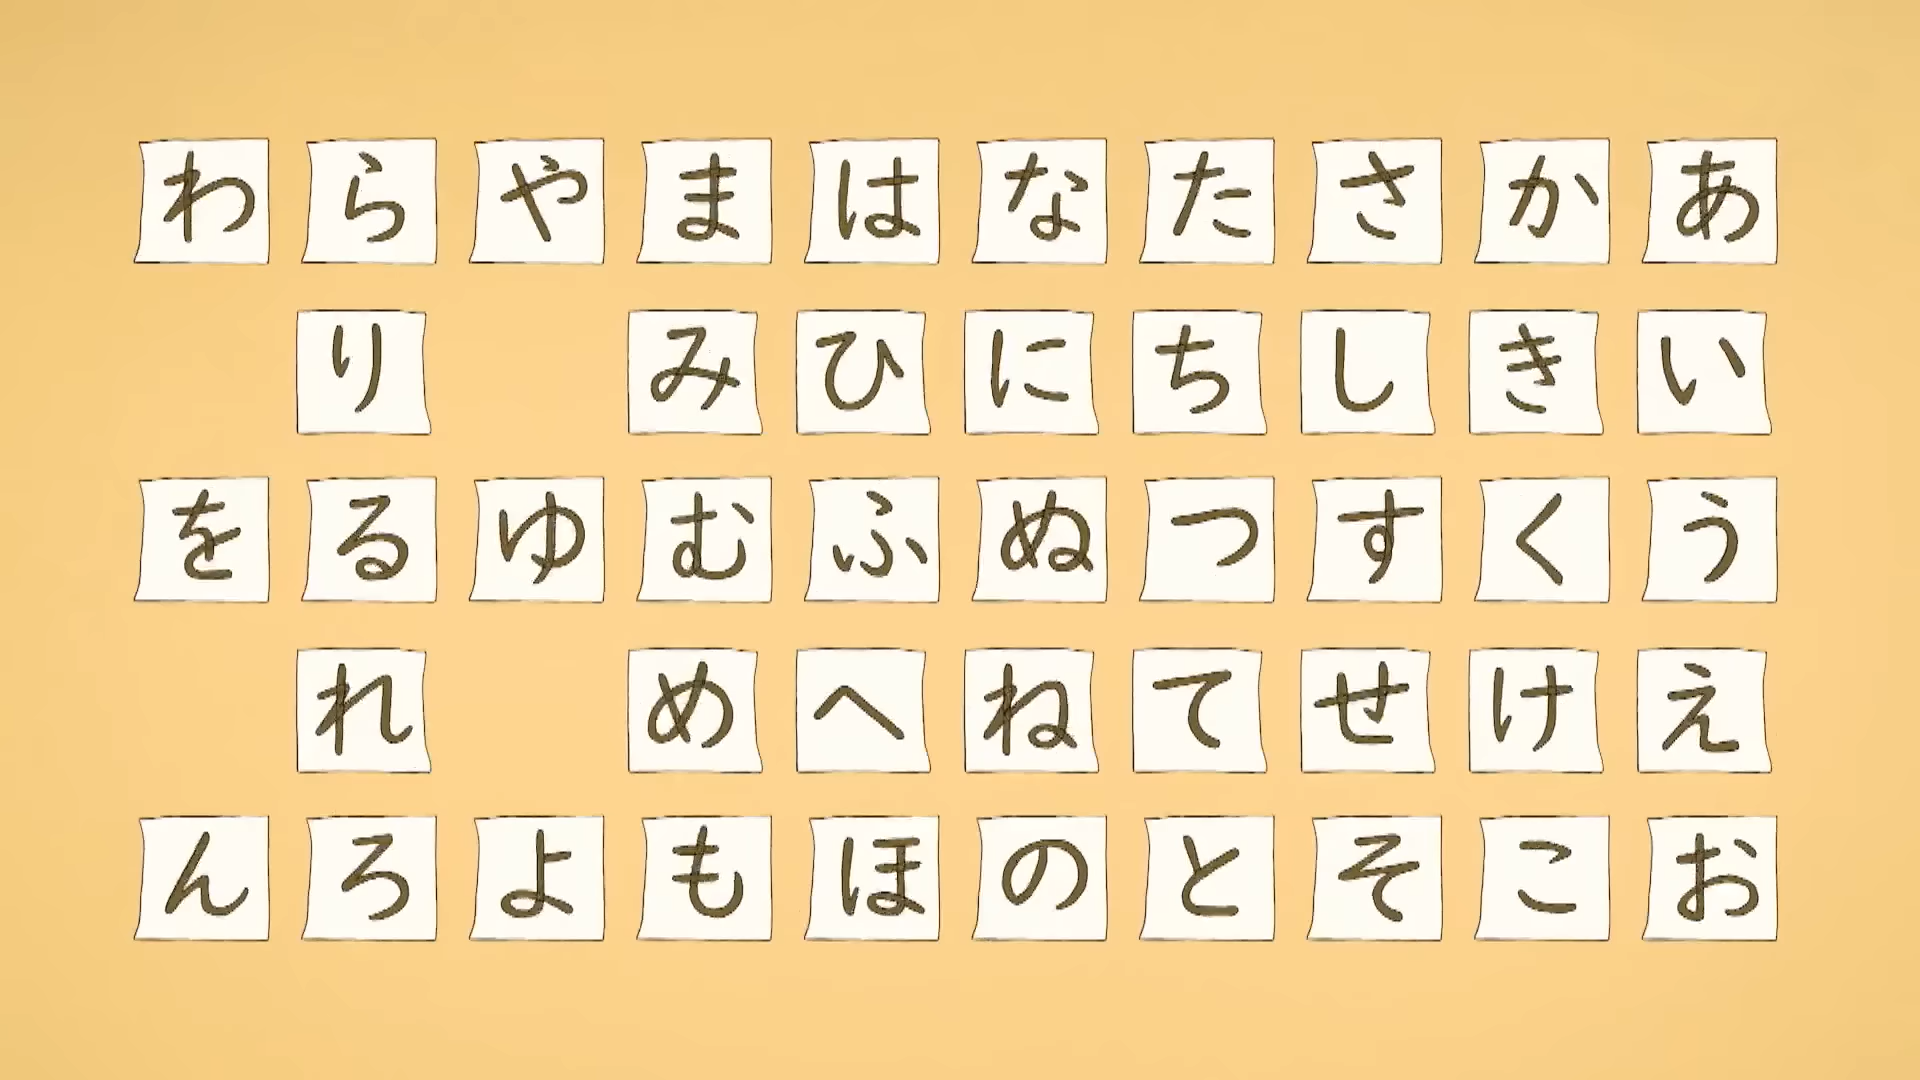 あいうえお
かきくけこ
さしすせそ
たちつてと
なにぬねの
はひふへほ
まみむめも
やゆよ
らりるれろ
わをん